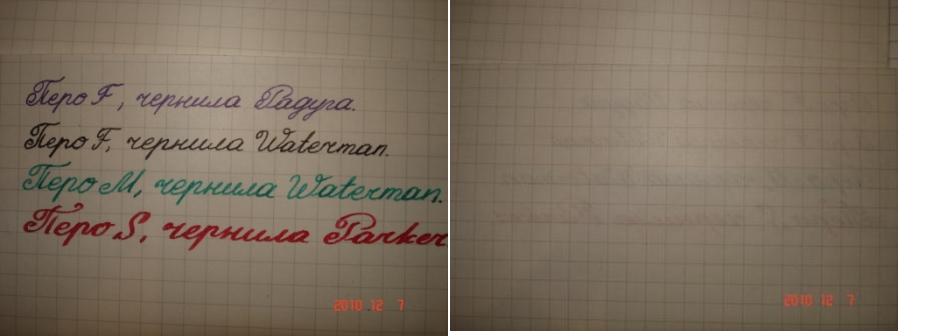 Перо F, чернила Радуга.
Перо F, чернила Waterman.
Перо M, чернила Waterman.
Перо S, чернила Parker
2010 12 7
2010 12 7